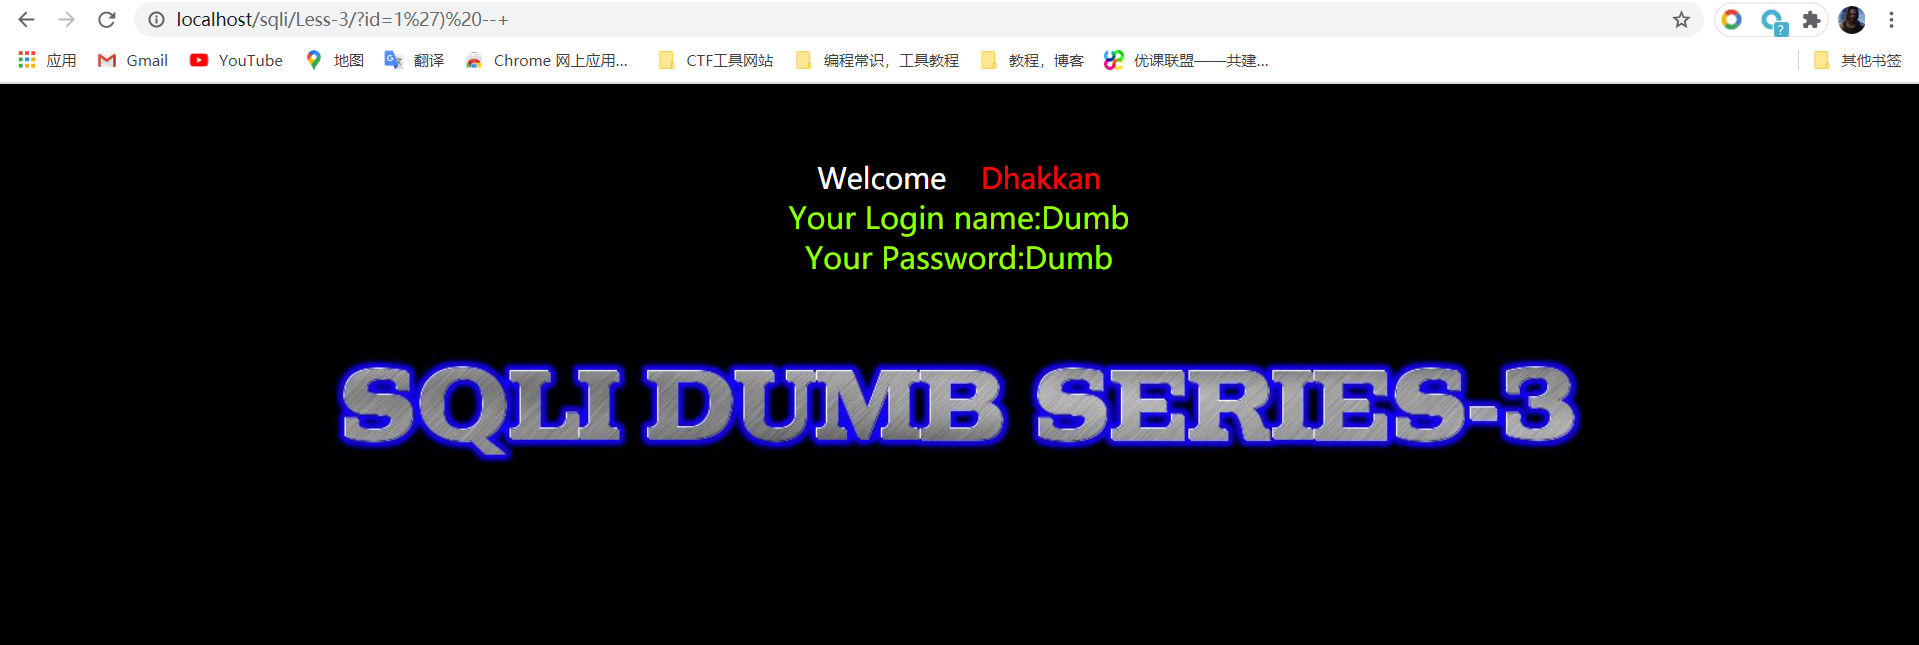 localhost/sqli/Less-3/?id=1%27)%20--+
应用 Gmail YouTube 地图 翻译 Chrome 网上应用... CTF工具网站 编程常识，工具教程 教程，博客 优课联盟——共建... 其他书签
Welcome Dhakkan
Your Login name:Dumb
Your Password:Dumb
SQLI DUMB SERIES-3